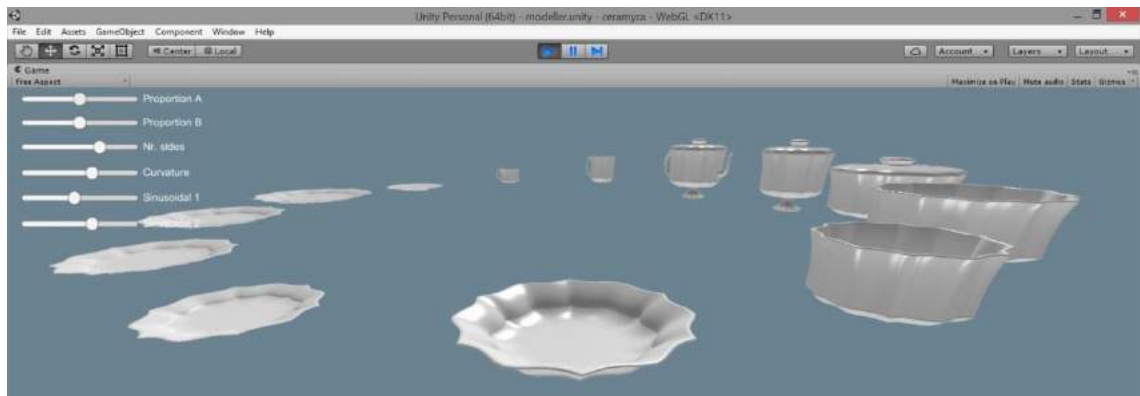 Unity Personal (64bit) - modeller.unity - ceramyca - WebGL <DX11>
File Edit Assets GameObject Component Window Help
Center Local Account Layers Layout
Game
Free Aspect Maximize on Play Mute audio Stats Gizmos
Proportion A
Proportion B
Nr. sides
Curvature
Sinusoidal 1